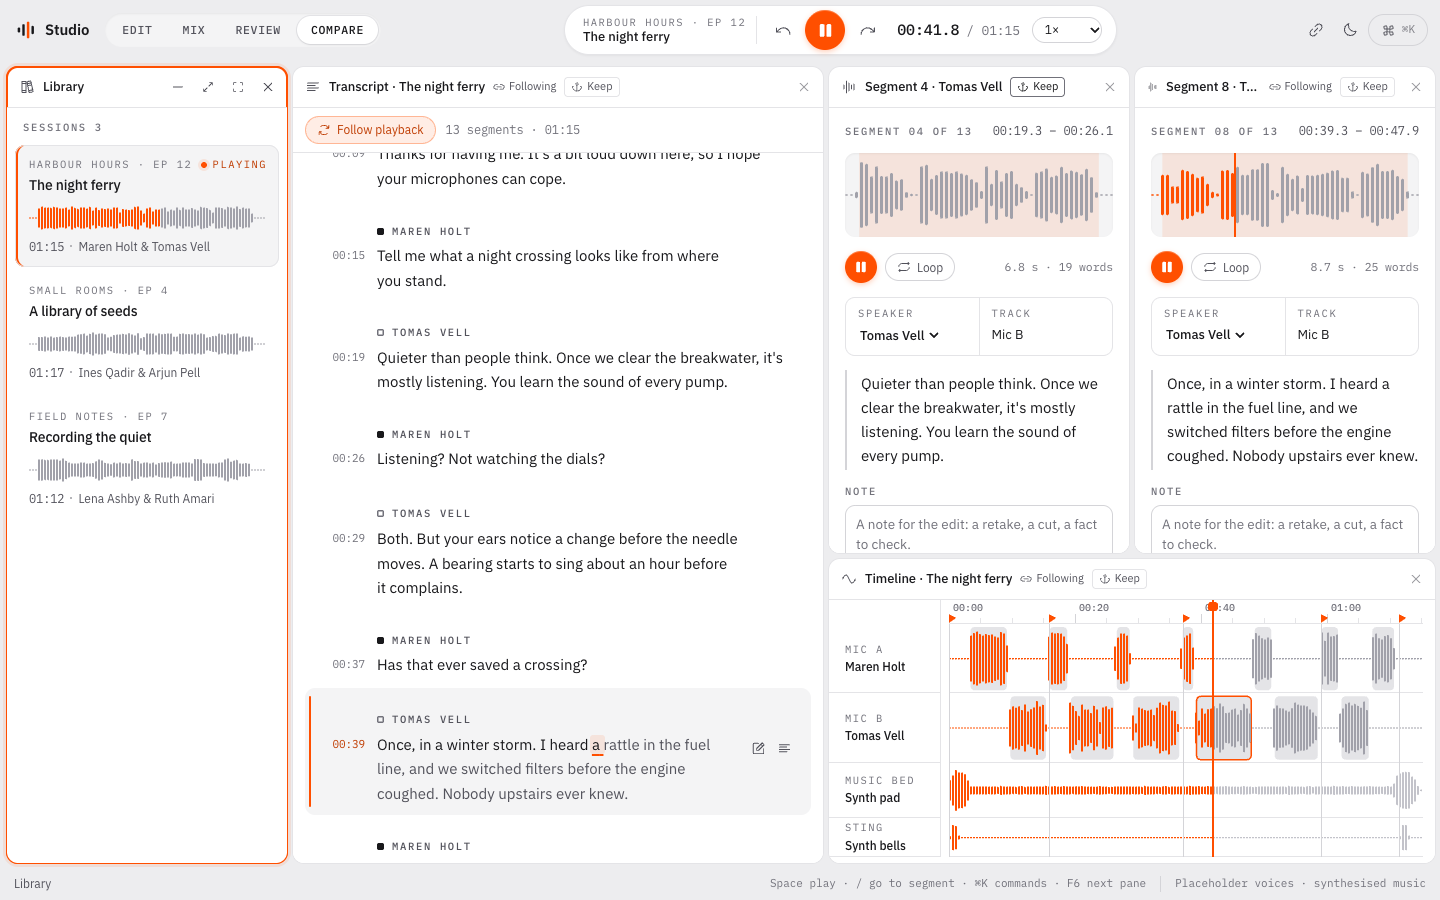 Studio
EDIT MIX REVIEW COMPARE
HARBOUR HOURS · EP 12
The night ferry
00:41.8 / 01:15
1×
⌘K
Library
SESSIONS 3
HARBOUR HOURS · EP 12 PLAYING
The night ferry
01:15 · Maren Holt & Tomas Vell
SMALL ROOMS · EP 4
A library of seeds
01:17 · Ines Qadir & Arjun Pell
FIELD NOTES · EP 7
Recording the quiet
01:12 · Lena Ashby & Ruth Amari
Transcript · The night ferry Following Keep
Follow playback 13 segments · 01:15
00:09 Thanks for having me. It's a bit loud down here, so I hope
your microphones can cope.
MAREN HOLT
00:15 Tell me what a night crossing looks like from where
you stand.
TOMAS VELL
00:19 Quieter than people think. Once we clear the breakwater, it's
mostly listening. You learn the sound of every pump.
MAREN HOLT
00:26 Listening? Not watching the dials?
TOMAS VELL
00:29 Both. But your ears notice a change before the needle
moves. A bearing starts to sing about an hour before
it complains.
MAREN HOLT
00:37 Has that ever saved a crossing?
TOMAS VELL
00:39 Once, in a winter storm. I heard a rattle in the fuel
line, and we switched filters before the engine
coughed. Nobody upstairs ever knew.
MAREN HOLT
Segment 4 · Tomas Vell Keep
SEGMENT 04 OF 13 00:19.3 – 00:26.1
Loop 6.8 s · 19 words
SPEAKER TRACK
Tomas Vell Mic B
Quieter than people think. Once we
clear the breakwater, it's mostly
listening. You learn the sound of
every pump.
NOTE
A note for the edit: a retake, a cut, a fact
to check.
Segment 8 · T... Following Keep
SEGMENT 08 OF 13 00:39.3 – 00:47.9
Loop 8.7 s · 25 words
SPEAKER TRACK
Tomas Vell Mic B
Once, in a winter storm. I heard a
rattle in the fuel line, and we
switched filters before the engine
coughed. Nobody upstairs ever knew.
NOTE
A note for the edit: a retake, a cut, a fact
to check.
Timeline · The night ferry Following Keep
00:00 00:20 :40 01:00
MIC A
Maren Holt
MIC B
Tomas Vell
MUSIC BED
Synth pad
STING
Synth bells
Library
Space play · / go to segment · ⌘K commands · F6 next pane
Placeholder voices · synthesised music